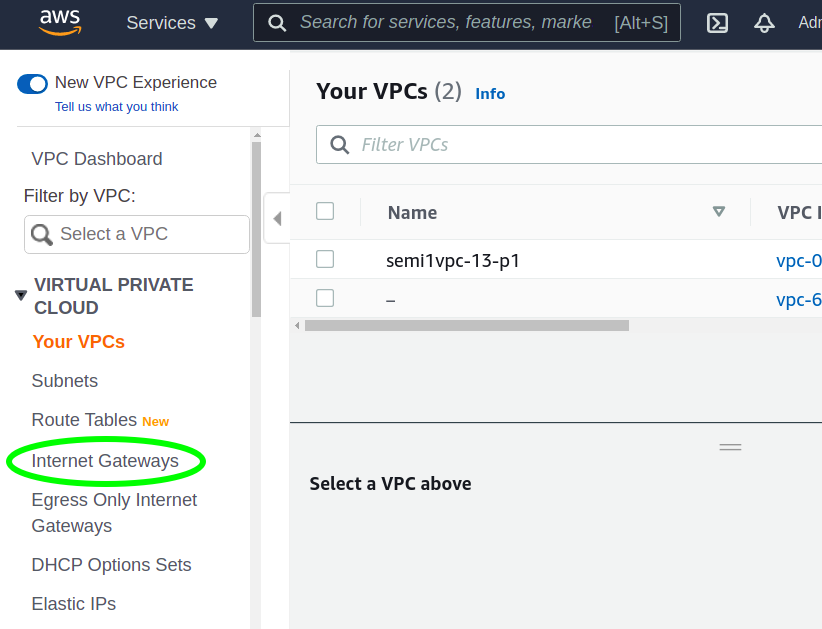 aws
Services
Search for services, features, marke
[Alt+S]
New VPC Experience
Tell us what you think
VPC Dashboard
Filter by VPC:
Select a VPC
VIRTUAL PRIVATE
CLOUD
Your VPCs
Subnets
Route Tables New
Internet Gateways
Egress Only Internet
Gateways
DHCP Options Sets
Elastic IPs
Your VPCs (2) Info
Filter VPCs
Name
semi1vpc-13-p1
vpc-0
–
vpc-6
Select a VPC above